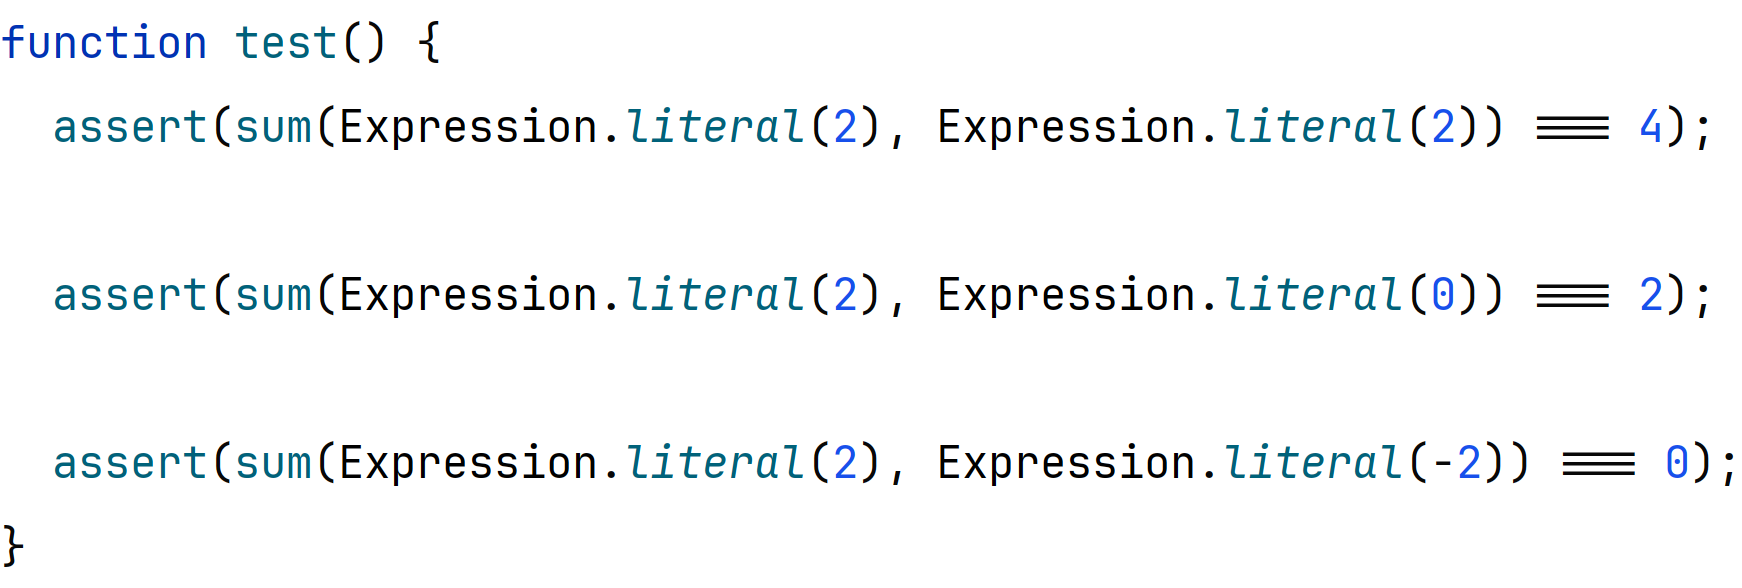 function test() {
  assert(sum(Expression.literal(2), Expression.literal(2)) === 4);
  assert(sum(Expression.literal(2), Expression.literal(0)) === 2);
  assert(sum(Expression.literal(2), Expression.literal(-2)) === 0);
}